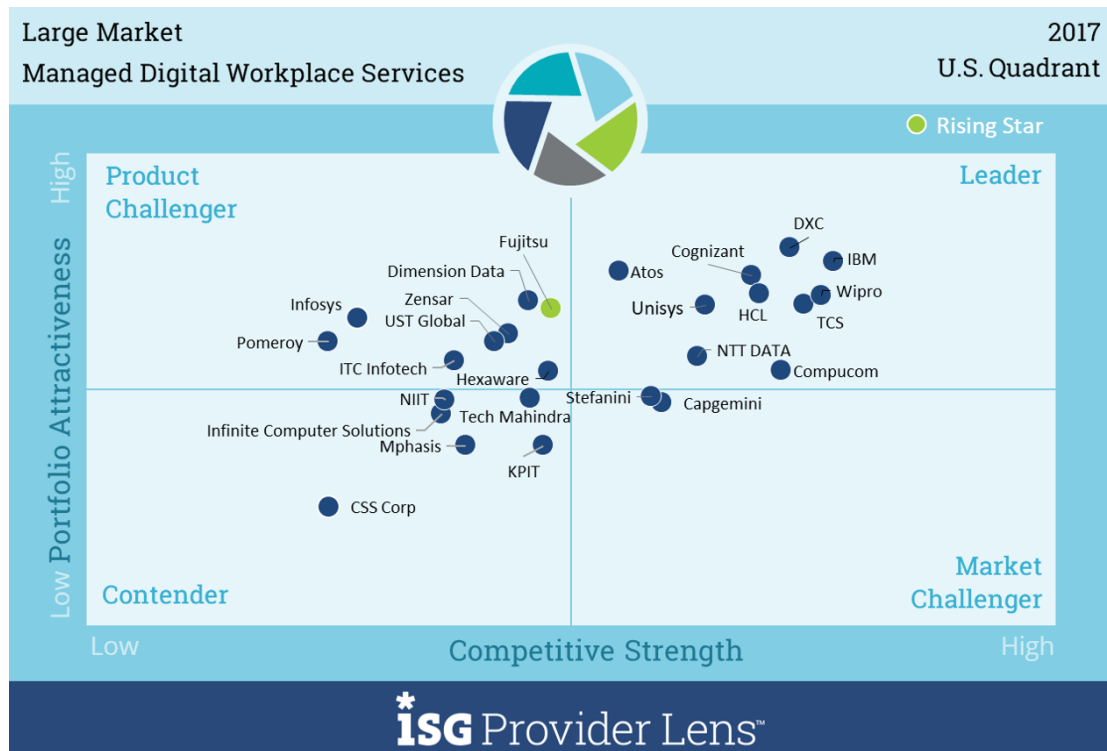 Large Market
2017
Managed Digital Workplace Services
U.S. Quadrant
Rising Star
High
Product
Challenger
Leader
DXC
Fujitsu
Cognizant
IBM
Dimension Data
Atos
Infosys
Zensar
Wipro
UST Global
Unisys
HCL
TCS
Pomeroy
NTT DATA
ITC Infotech
Compucom
Hexaware
NIIT
Stefanini
Capgemini
Tech Mahindra
Infinite Computer Solutions
Mphasis
KPIT
CSS Corp
Portfolio Attractiveness
Low
Contender
Market
Challenger
Low
Competitive Strength
High
*ISG Provider Lens™